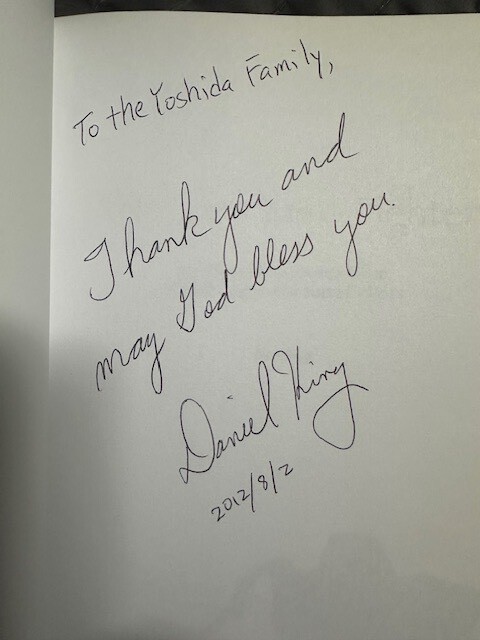 To the Yoshida Family,
Thank you and
may God bless you.
Daniel King
2012/8/2